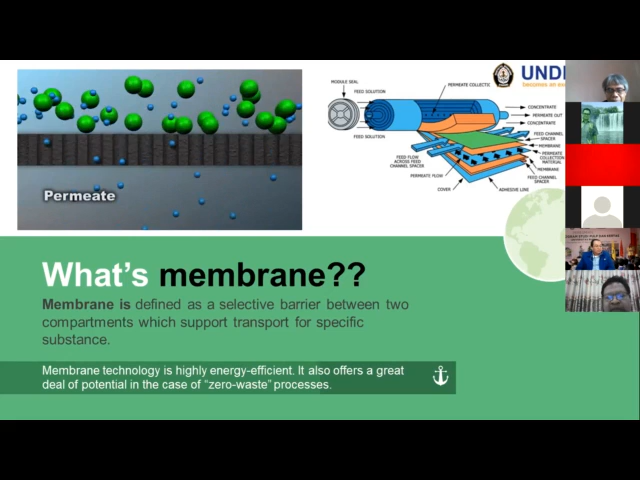 Permeate
UNDI
MODULE SEAL
FEED SOLUTION
FEED SOLUTION
PERMEATE COLLECTIC
CONCENTRATE
PERMEATE OUT
CONCENTRATE
FEED CHANNEL
SPACER
MEMBRANE
PERMEATE
COLLECTION
MATERIAL
MEMBRANE
FEED CHANNEL
SPACER
FEED FLOW
ACROSS FEED
CHANNEL SPACER
PERMEATE FLOW
COVER
ADHESIVE LINE
What's membrane??
Membrane is defined as a selective barrier between two
compartments which support transport for specific
substance.
Membrane technology is highly energy-efficient. It also offers a great
deal of potential in the case of “zero-waste” processes.